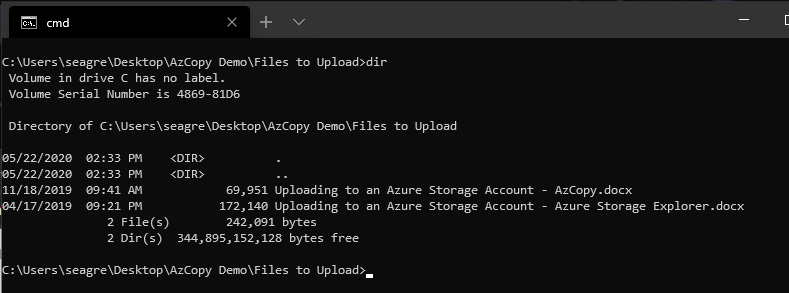 cmd
C:\Users\seagre\Desktop\AzCopy Demo\Files to Upload>dir
 Volume in drive C has no label.
 Volume Serial Number is 4869-81D6

 Directory of C:\Users\seagre\Desktop\AzCopy Demo\Files to Upload

05/22/2020  02:33 PM    <DIR>          .
05/22/2020  02:33 PM    <DIR>          ..
11/18/2019  09:41 AM            69,951 Uploading to an Azure Storage Account - AzCopy.docx
04/17/2019  09:21 PM           172,140 Uploading to an Azure Storage Account - Azure Storage Explorer.docx
               2 File(s)        242,091 bytes
               2 Dir(s)  344,895,152,128 bytes free

C:\Users\seagre\Desktop\AzCopy Demo\Files to Upload>